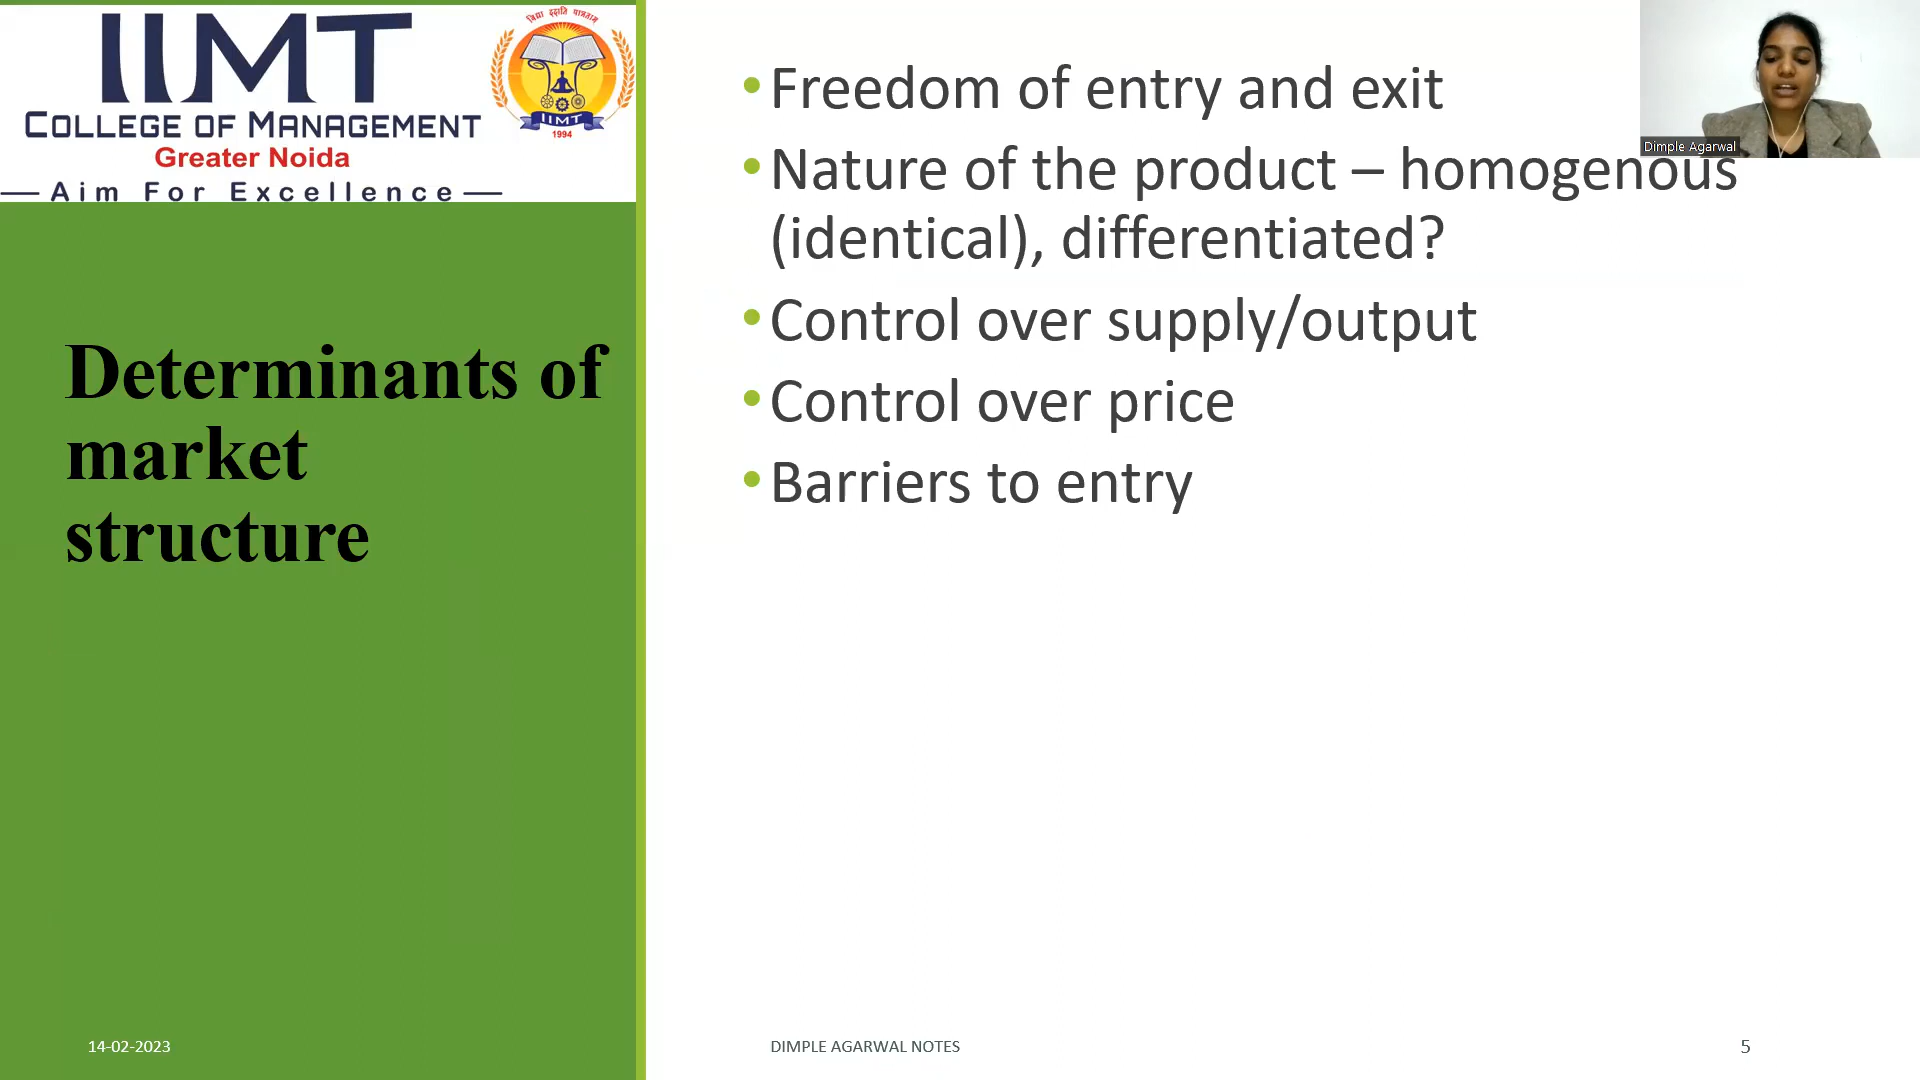 IIMT
COLLEGE OF MANAGEMENT
Greater Noida
Aim For Excellence
विद्या ददाति पात्रताम्
IIMT
1994
Determinants of
market
structure
• Freedom of entry and exit
• Nature of the product – homogenous
(identical), differentiated?
• Control over supply/output
• Control over price
• Barriers to entry
Dimple Agarwal
14-02-2023
DIMPLE AGARWAL NOTES
5